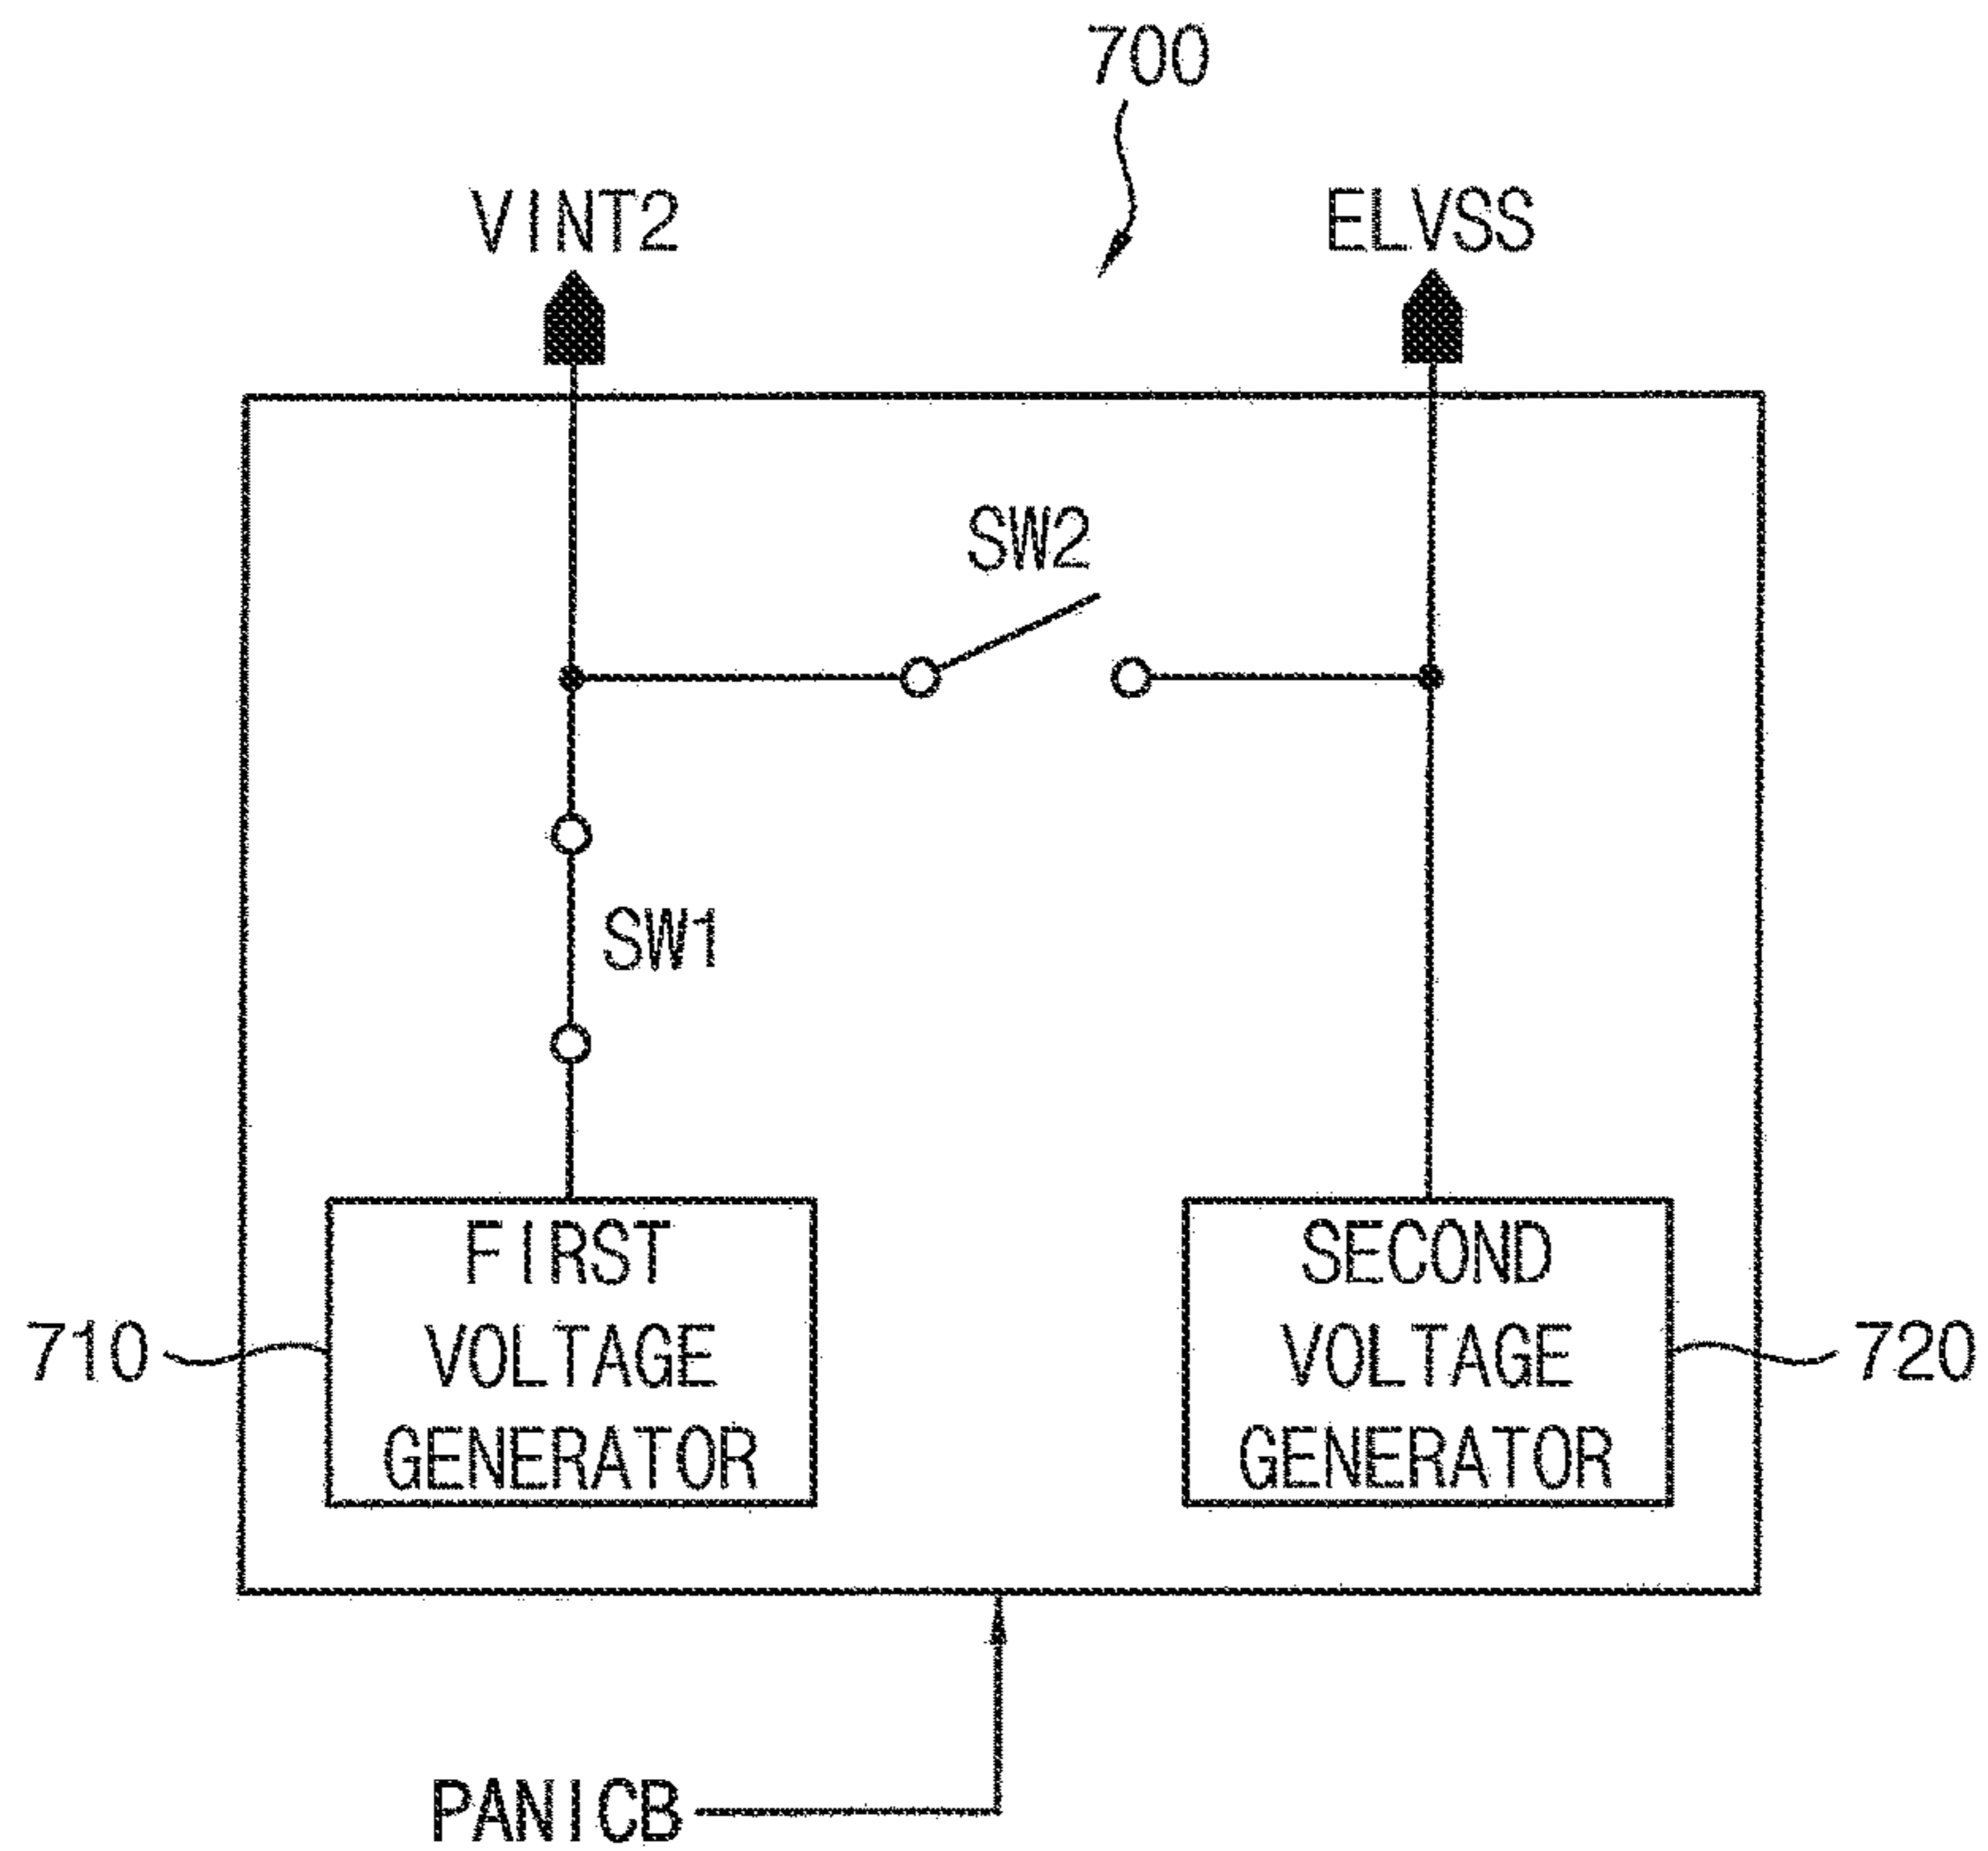 700
VINT2
ELVSS
SW2
SW1
FIRST
VOLTAGE
GENERATOR
SECOND
VOLTAGE
GENERATOR
710
720
PANICB